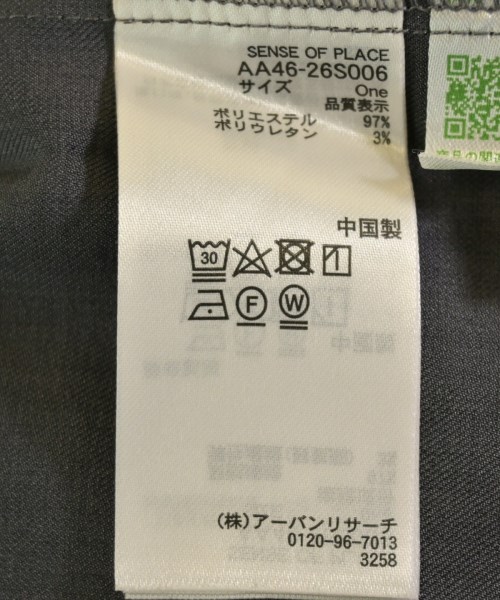 SENSE OF PLACE
AA46-26S006
サイズ One
品質表示
ポリエステル 97%
ポリウレタン 3%
中国製
30
F W
(株)アーバンリサーチ
0120-96-7013
3258